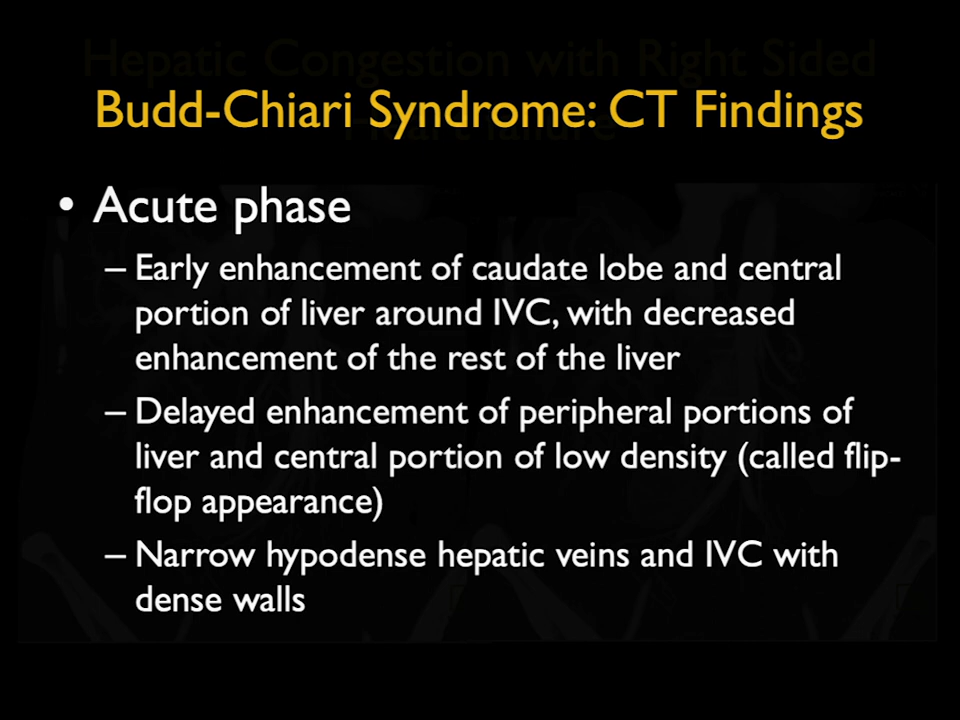 Hepatic Congestion with Right Sided
Budd-Chiari Syndrome: CT Findings
• Acute phase
– Early enhancement of caudate lobe and central
portion of liver around IVC, with decreased
enhancement of the rest of the liver
– Delayed enhancement of peripheral portions of
liver and central portion of low density (called flip-
flop appearance)
– Narrow hypodense hepatic veins and IVC with
dense walls